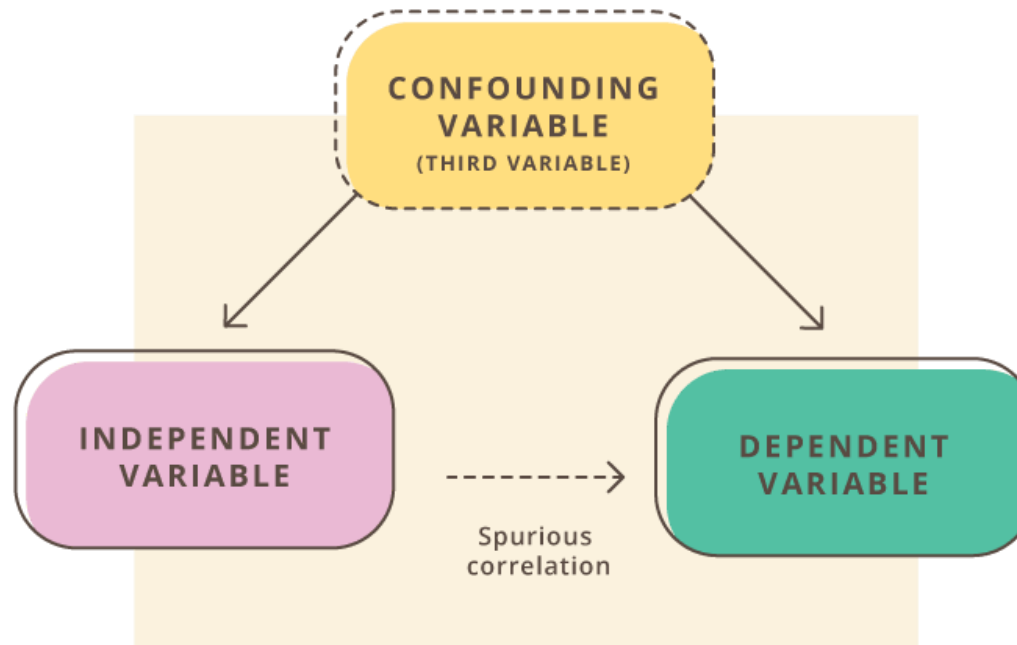 CONFOUNDING
VARIABLE
(THIRD VARIABLE)
INDEPENDENT
VARIABLE
DEPENDENT
VARIABLE
Spurious
correlation